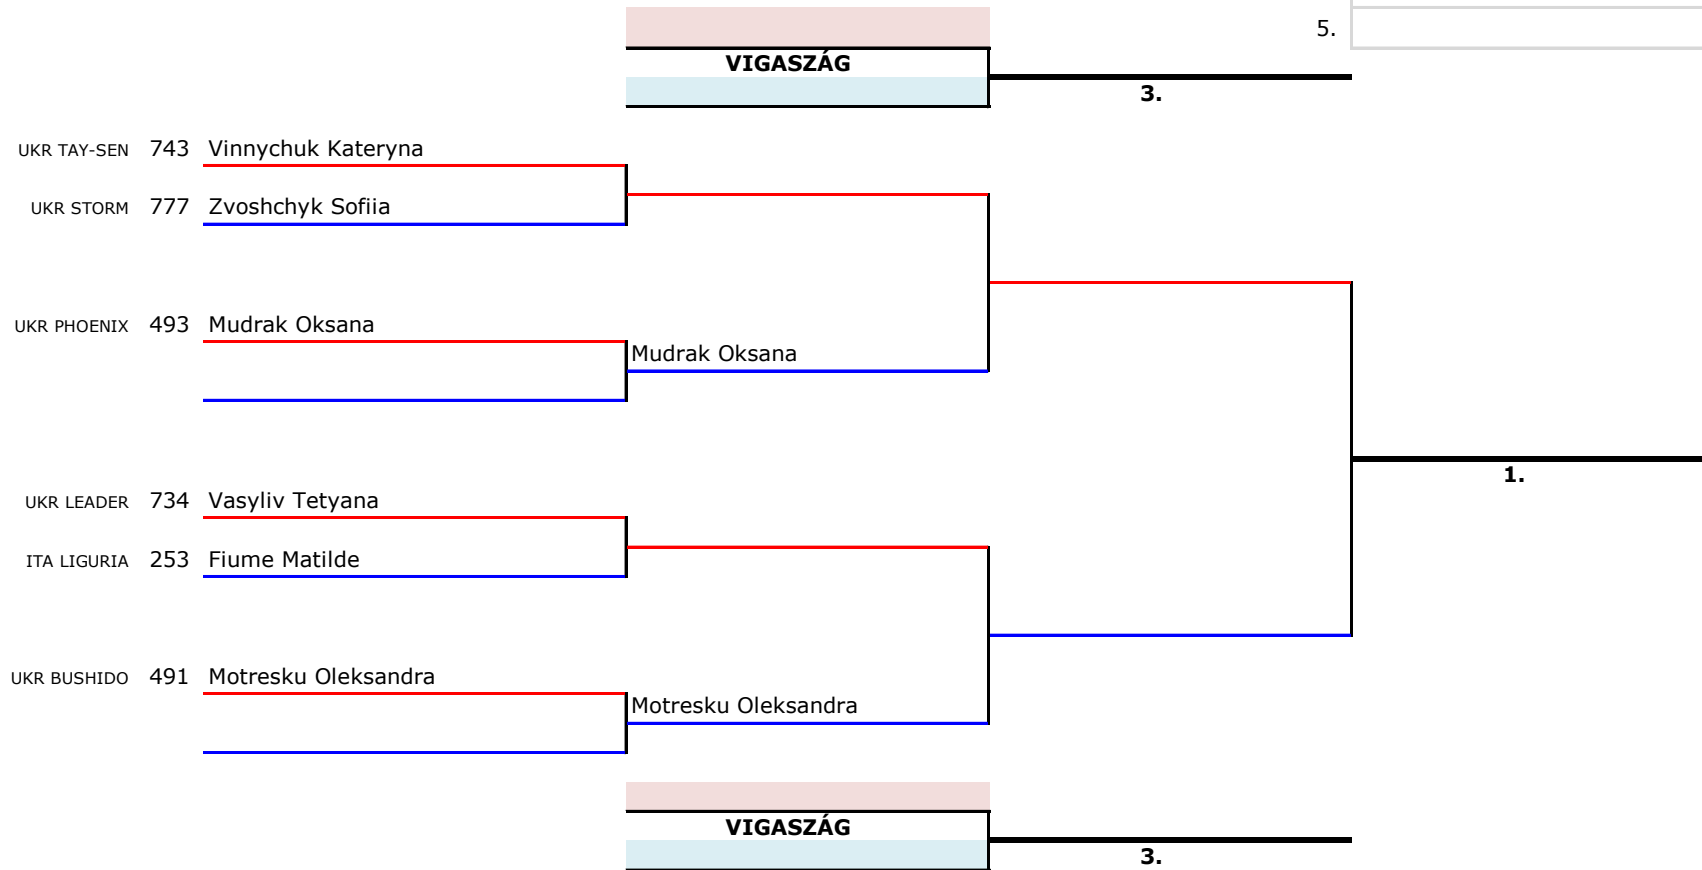 5.
VIGASZÁG
3.
UKR TAY-SEN 743 Vinnychuk Kateryna
UKR STORM 777 Zvoshchyk Sofiia
UKR PHOENIX 493 Mudrak Oksana
Mudrak Oksana
1.
UKR LEADER 734 Vasyliv Tetyana
ITA LIGURIA 253 Fiume Matilde
UKR BUSHIDO 491 Motresku Oleksandra
Motresku Oleksandra
VIGASZÁG
3.